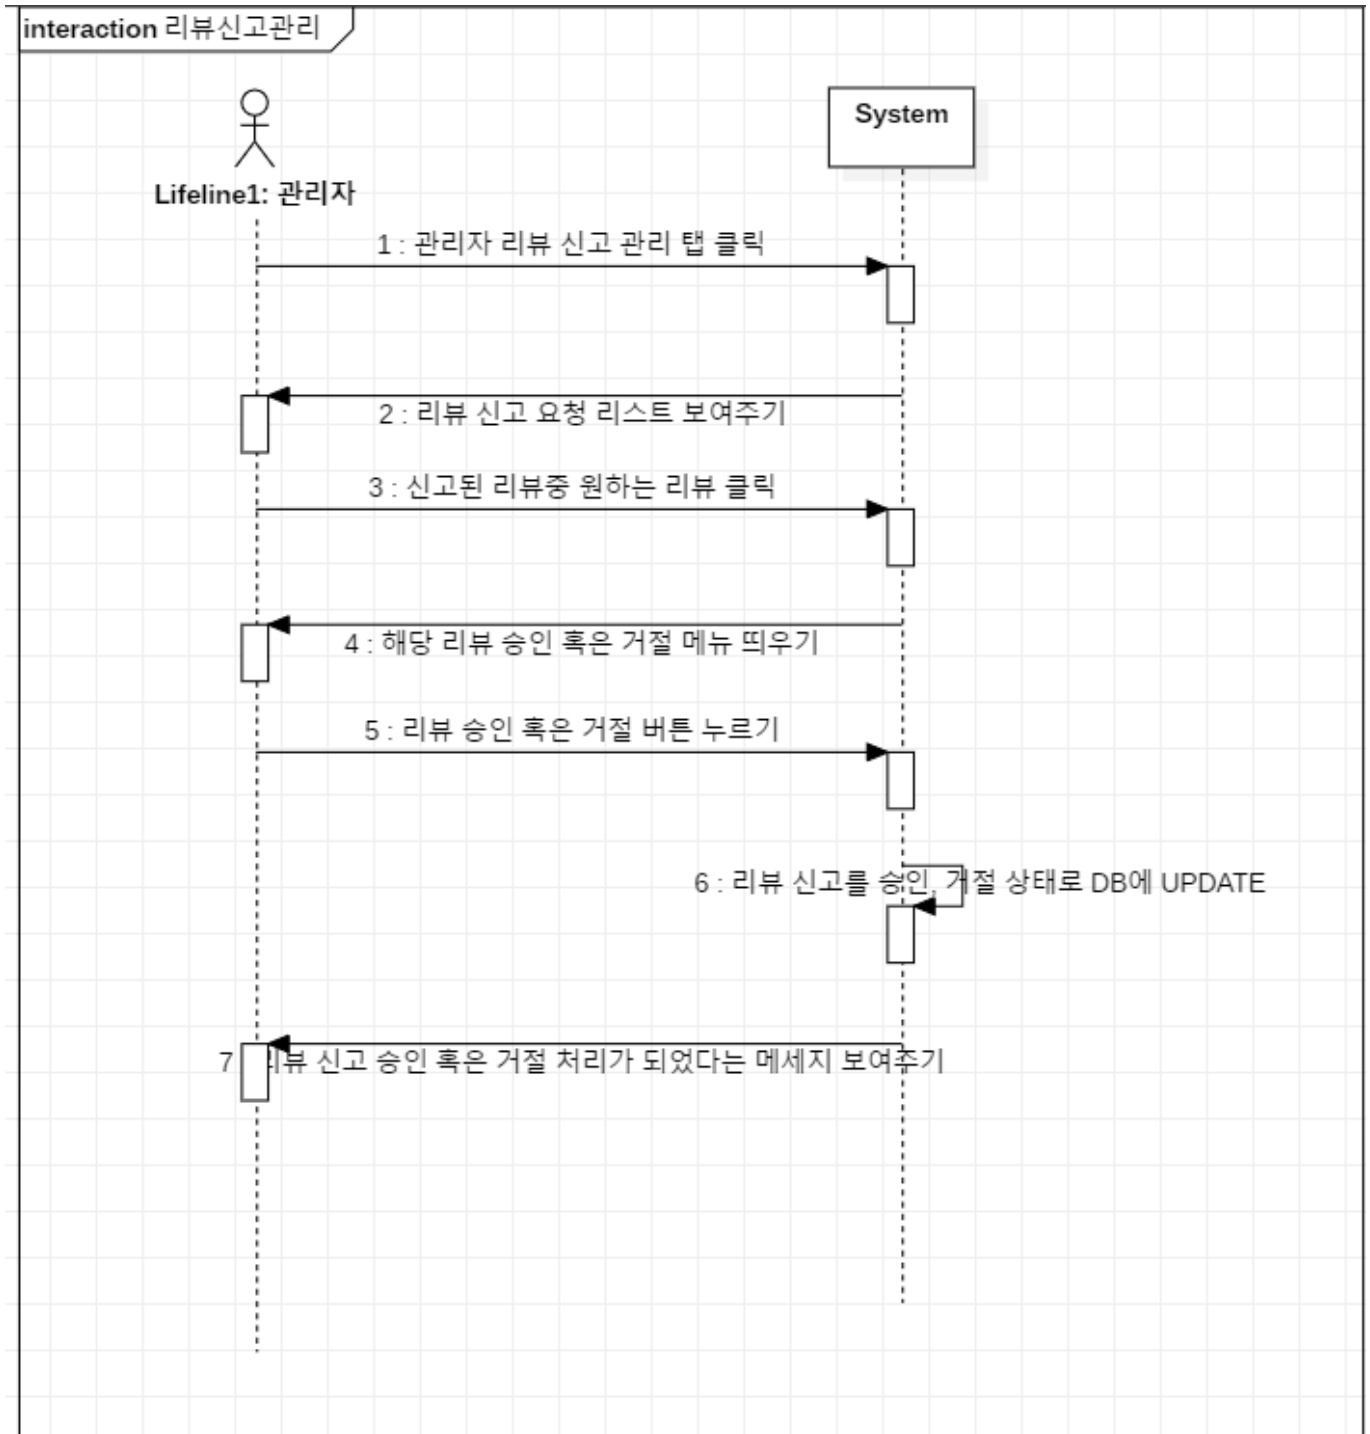 interaction 리뷰신고관리
System
Lifeline1: 관리자
1 : 관리자 리뷰 신고 관리 탭 클릭
2 : 리뷰 신고 요청 리스트 보여주기
3 : 신고된 리뷰중 원하는 리뷰 클릭
4 : 해당 리뷰 승인 혹은 거절 메뉴 띄우기
5 : 리뷰 승인 혹은 거절 버튼 누르기
6 : 리뷰 신고를 승인, 거절 상태로 DB에 UPDATE
7 리뷰 신고 승인 혹은 거절 처리가 되었다는 메세지 보여주기